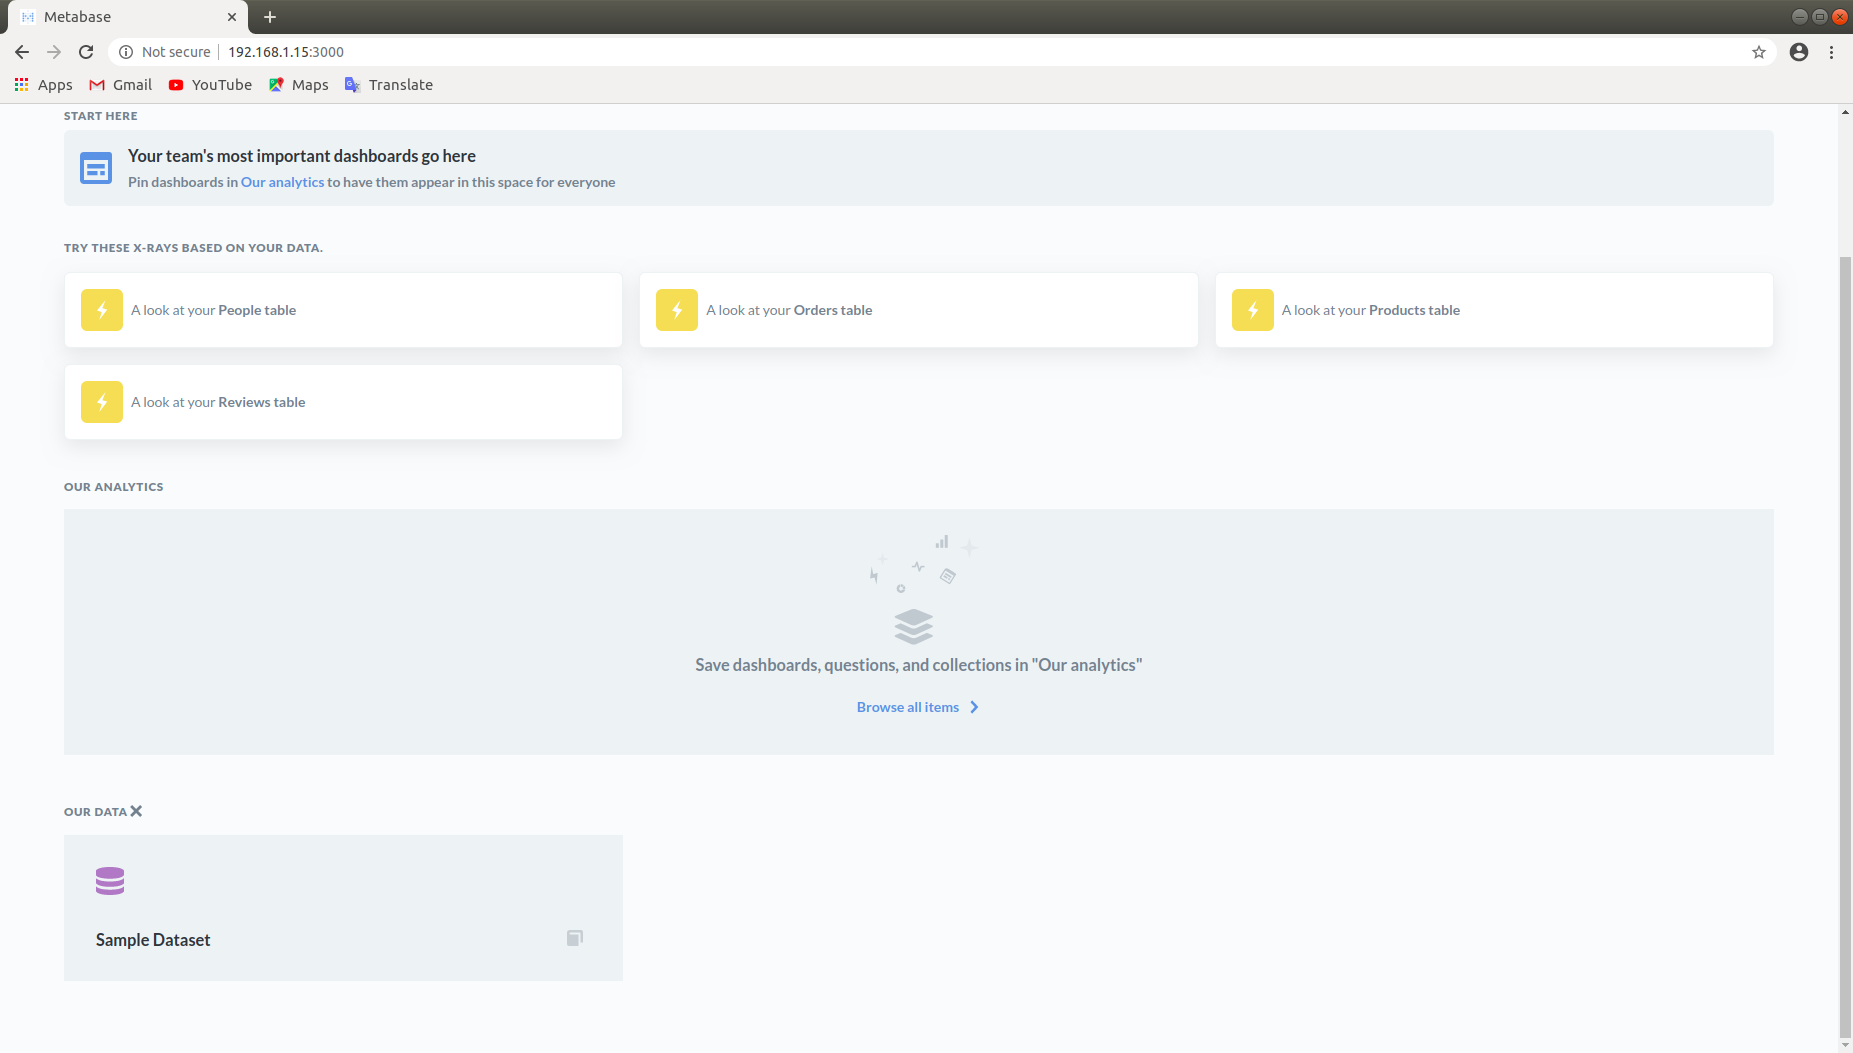 Metabase
Not secure 192.168.1.15:3000
Apps Gmail YouTube Maps Translate
START HERE
Your team's most important dashboards go here
Pin dashboards in Our analytics to have them appear in this space for everyone
TRY THESE X-RAYS BASED ON YOUR DATA.
A look at your People table
A look at your Orders table
A look at your Products table
A look at your Reviews table
OUR ANALYTICS
Save dashboards, questions, and collections in "Our analytics"
Browse all items
OUR DATA
Sample Dataset